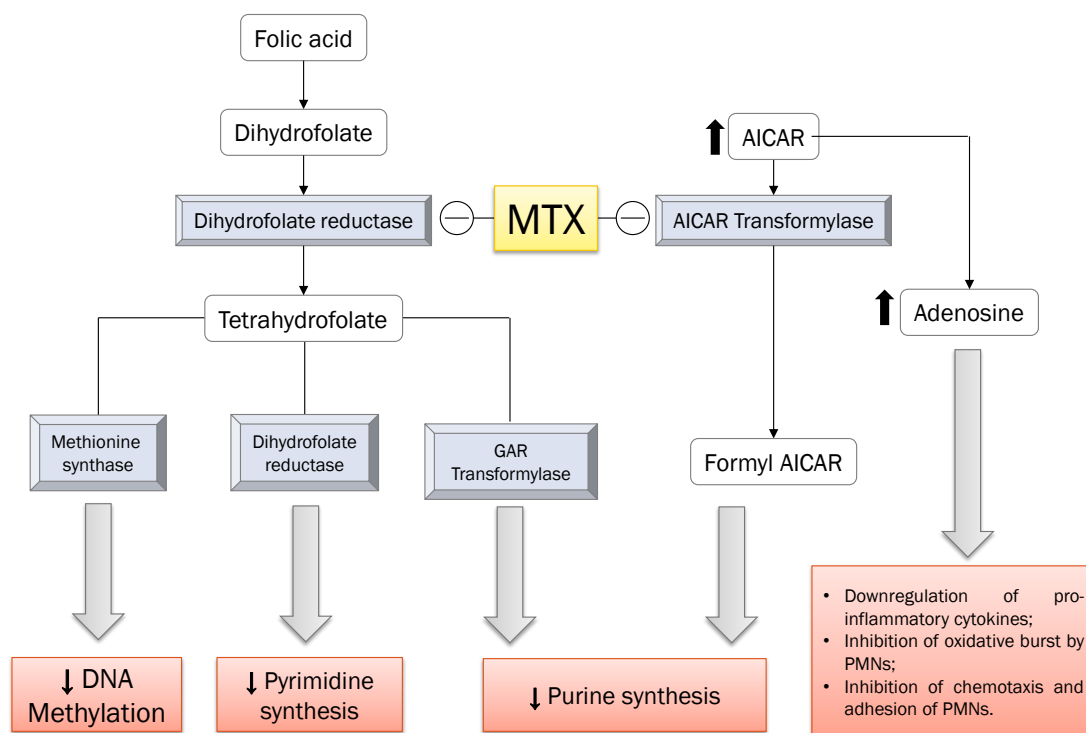 Folic acid
Dihydrofolate
AICAR
Dihydrofolate reductase
MTX
AICAR Transformylase
Tetrahydrofolate
Adenosine
Methionine
synthase
Dihydrofolate
reductase
GAR
Transformylase
Formyl AICAR
↓ DNA
Methylation
↓ Pyrimidine
synthesis
↓ Purine synthesis
• Downregulation of pro-
inflammatory cytokines;
• Inhibition of oxidative burst by
PMNs;
• Inhibition of chemotaxis and
adhesion of PMNs.